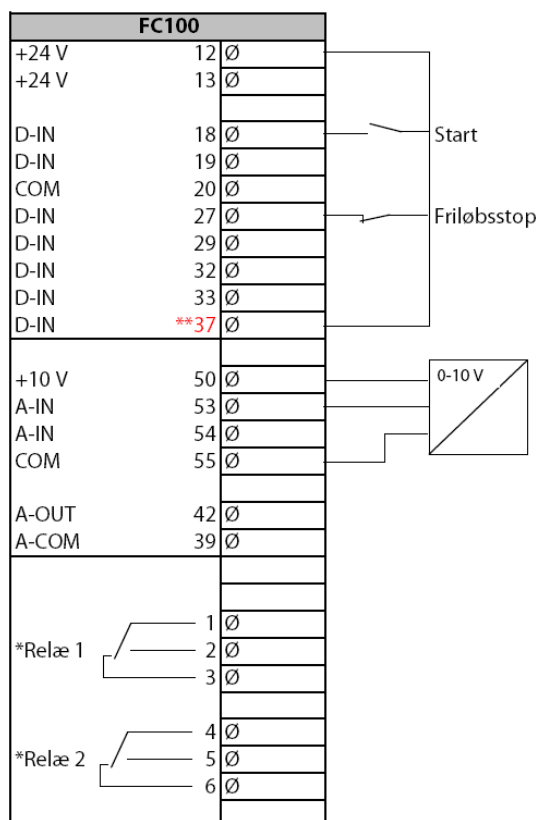 FC100
+24 V 12 Ø
+24 V 13 Ø
D-IN 18 Ø Start
D-IN 19 Ø
COM 20 Ø
D-IN 27 Ø Friløbsstop
D-IN 29 Ø
D-IN 32 Ø
D-IN 33 Ø
D-IN **37 Ø
+10 V 50 Ø 0-10 V
A-IN 53 Ø
A-IN 54 Ø
COM 55 Ø
A-OUT 42 Ø
A-COM 39 Ø
1 Ø
*Relæ 1 2 Ø
3 Ø
4 Ø
*Relæ 2 5 Ø
6 Ø